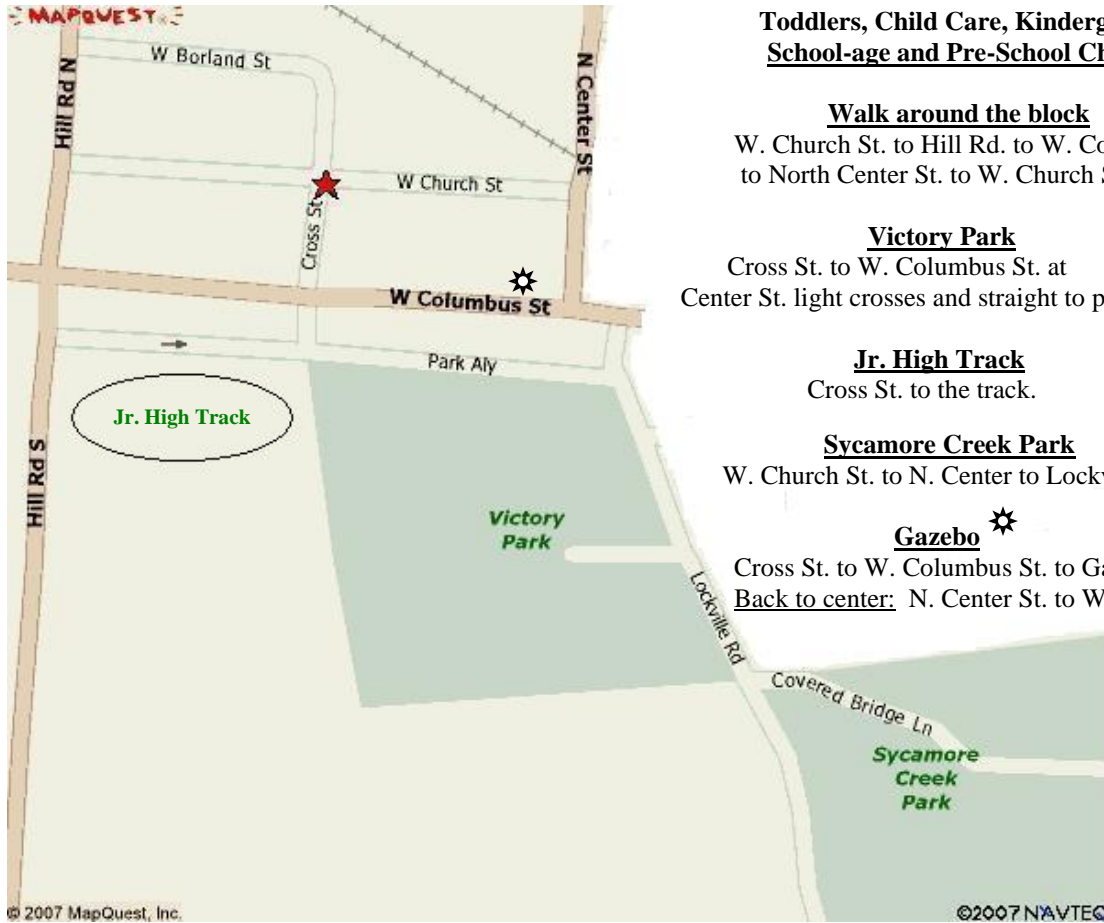 MAPQUEST
Toddlers, Child Care, Kinderg
School-age and Pre-School Ch
Walk around the block
W. Church St. to Hill Rd. to W. Co
to North Center St. to W. Church S
Victory Park
Cross St. to W. Columbus St. at
Center St. light crosses and straight to p
Jr. High Track
Cross St. to the track.
Sycamore Creek Park
W. Church St. to N. Center to Lockv
Gazebo
Cross St. to W. Columbus St. to Ga
Back to center: N. Center St. to W
W Borland St
Hill Rd N
N Center St
W Church St
Cross St
W Columbus St
Park Aly
Jr. High Track
Hill Rd S
Victory
Park
Lockville Rd
Covered Bridge Ln
Sycamore
Creek
Park
© 2007 MapQuest, Inc.
©2007 NAVTEQ